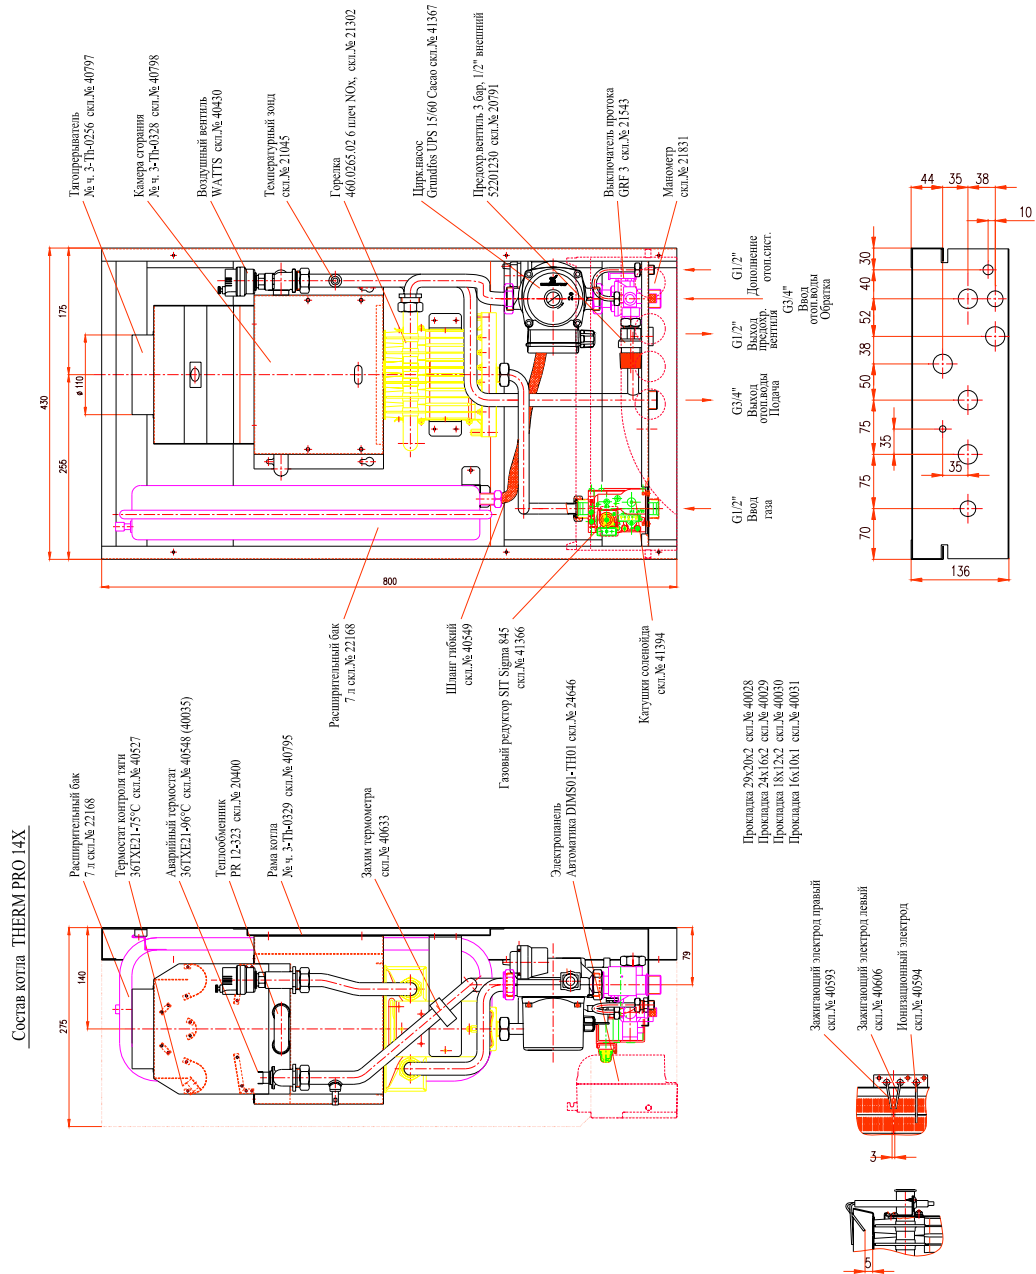 Состав котла THERM PRO 14X
Расширительный бак
7 л скл.№ 22168
Термостат контроля тяги
36TXE21-75°C скл.№ 40527
Аварийный термостат
36TXE21-96°C скл.№ 40548 (40035)
Теплообменник
PR 12-323 скл.№ 20400
Рама котла
№ ч. 3-Th-0329 скл.№ 40795
Захим термометра
скл.№ 40633
Электропанель
Автоматика DIMS01-TH01 скл.№ 24646
275
140
79
Тягопрерыватель
№ ч. 3-Th-0256 скл.№ 40797
Камера сгорания
№ ч. 3-Th-0328 скл.№ 40798
Воздушный вентиль
WATTS скл.№ 40430
Температурный зонд
скл.№ 21045
Горелка
460.0265.02 6 шлеч NOx, скл.№ 21302
Цирк.насос
Grundfos UPS 15/60 Cacao скл.№ 41367
Предохр.вентиль 3 бар, 1/2" внешний
52201230 скл.№ 20791
Выключатель протока
GRF 3 скл.№ 21543
Манометр
скл.№ 21831
430
175
ø110
255
800
Расширительный бак
7 л скл.№ 22168
Шланг гибкий
скл.№ 40549
Газовый редуктор SIT Sigma 845
скл.№ 41366
Катушки соленойда
скл.№ 41394
G1/2"
Дополнение
отоп.сист.
G3/4"
Ввод
отоп.воды
Обратка
G1/2"
Выход
предохр.
вентиля
G3/4"
Выход
отоп.воды
Подача
G1/2"
Ввод
газа
44
35
38
10
30
40
52
38
50
75
35
35
75
70
136
Прокладка 29x20x2 скл.№ 40028
Прокладка 24x16x2 скл.№ 40029
Прокладка 18x12x2 скл.№ 40030
Прокладка 16x10x1 скл.№ 40031
Зажигающий электрод правый
скл.№ 40593
Зажигающий электрод левый
скл.№ 40606
Ионизационный электрод
скл.№ 40594
3
5